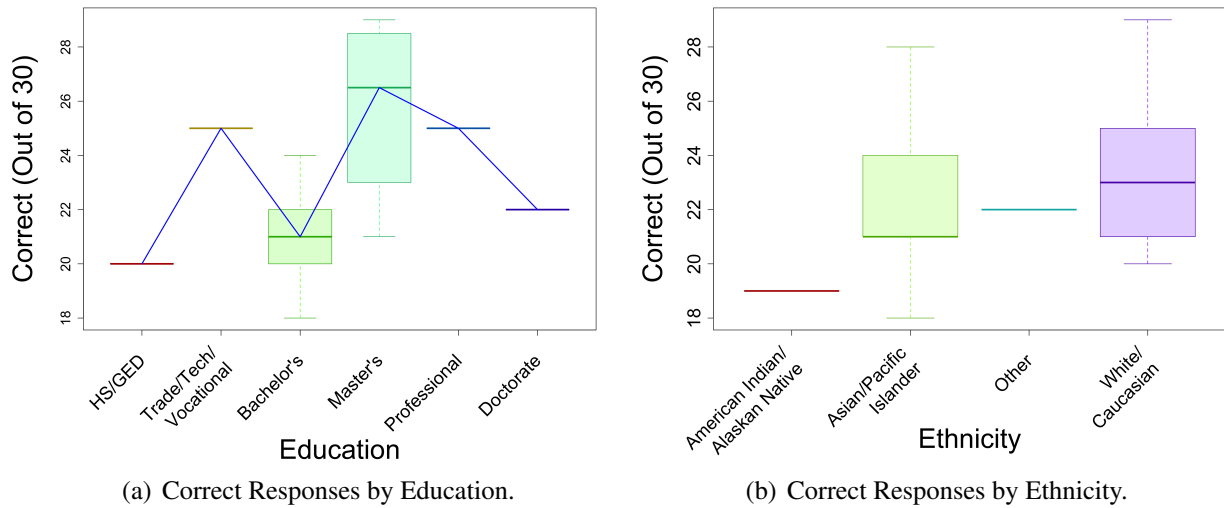 Correct (Out of 30)
28
26
24
22
20
18
HS/GED
Trade/Tech/
Vocational
Bachelor's
Master's
Professional
Doctorate
Education
(a) Correct Responses by Education.
Correct (Out of 30)
28
26
24
22
20
18
American Indian/
Alaskan Native
Asian/Pacific
Islander
Other
White/
Caucasian
Ethnicity
(b) Correct Responses by Ethnicity.